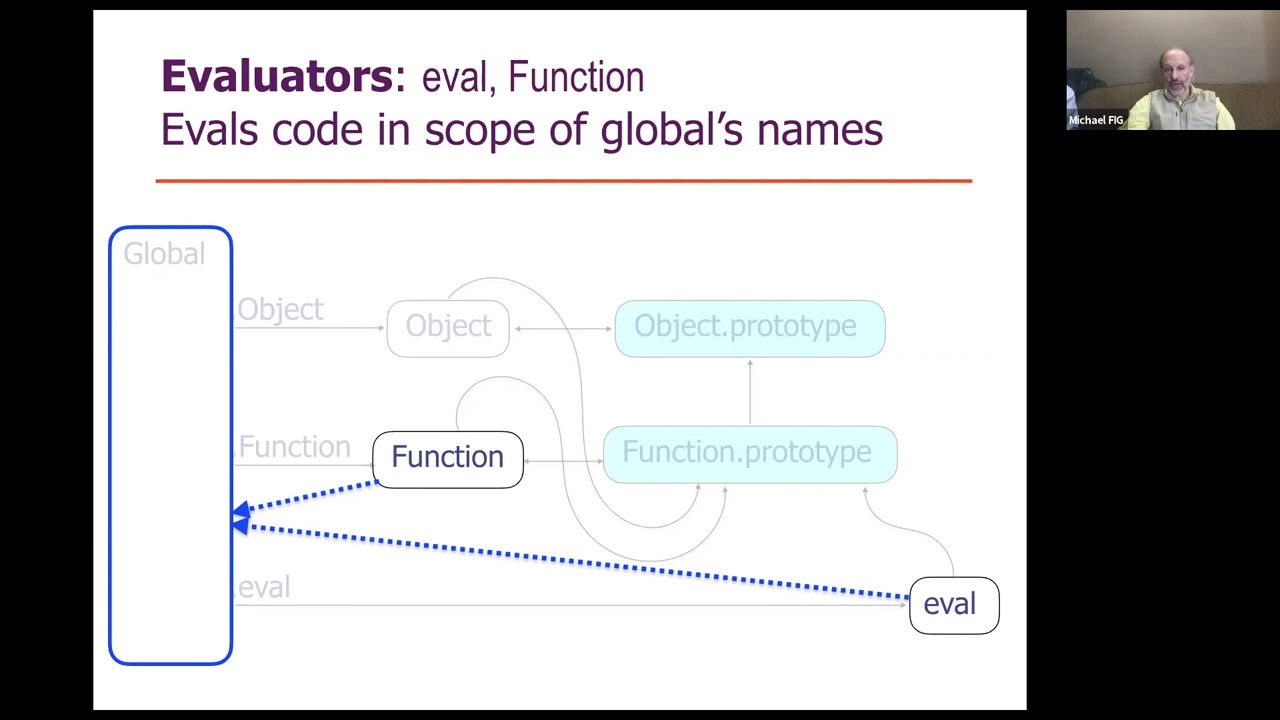 Evaluators: eval, Function
Evals code in scope of global's names
Michael FIG
Global
.Object
Object
Object.prototype
.Function
Function
Function.prototype
.eval
eval